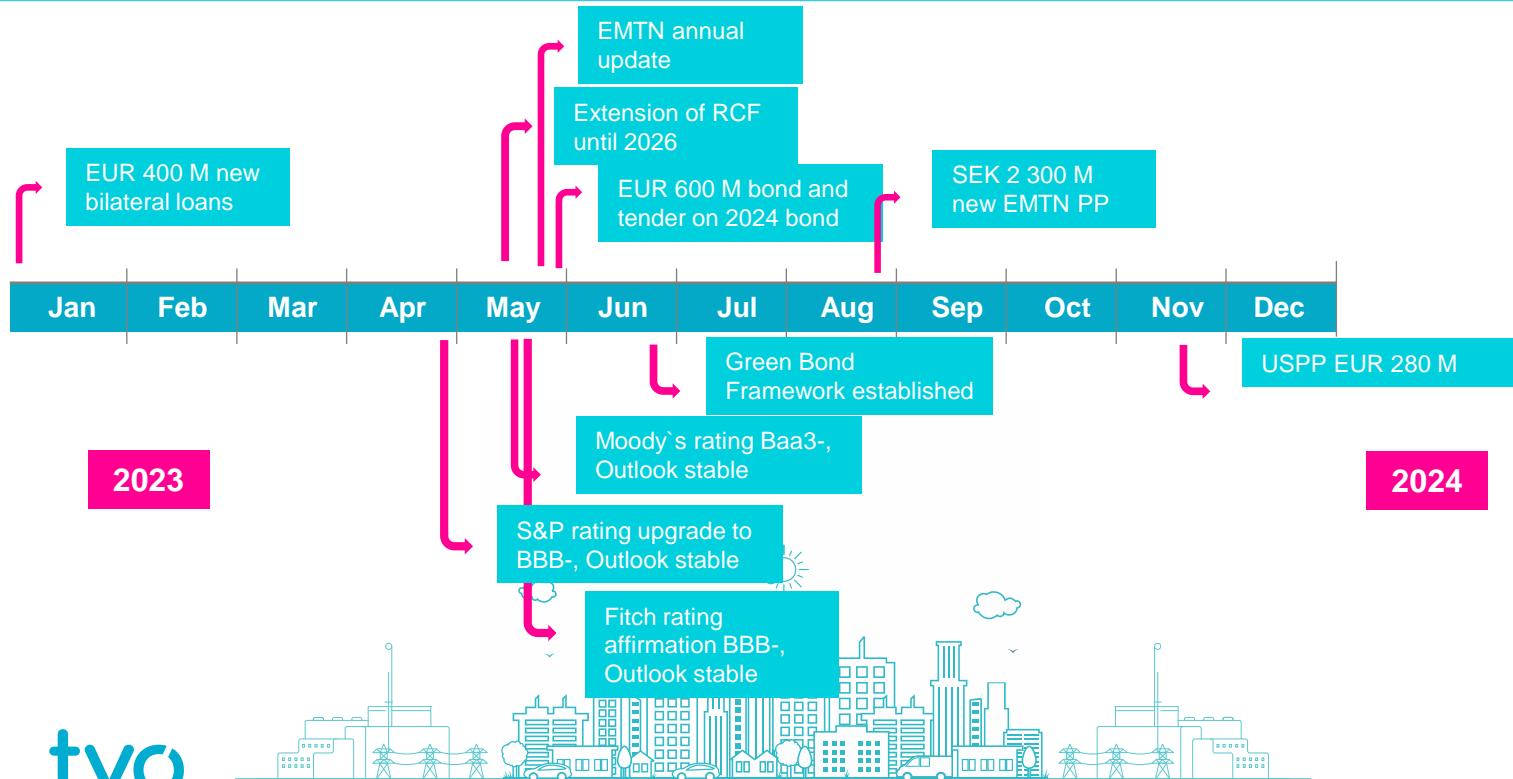 EMTN annual
update
Extension of RCF
until 2026
EUR 400 M new
bilateral loans
EUR 600 M bond and
tender on 2024 bond
SEK 2 300 M
new EMTN PP
Jan Feb Mar Apr May Jun Jul Aug Sep Oct Nov Dec
Green Bond
Framework established
USPP EUR 280 M
Moody`s rating Baa3-,
Outlook stable
2023
2024
S&P rating upgrade to
BBB-, Outlook stable
Fitch rating
affirmation BBB-,
Outlook stable
tvo